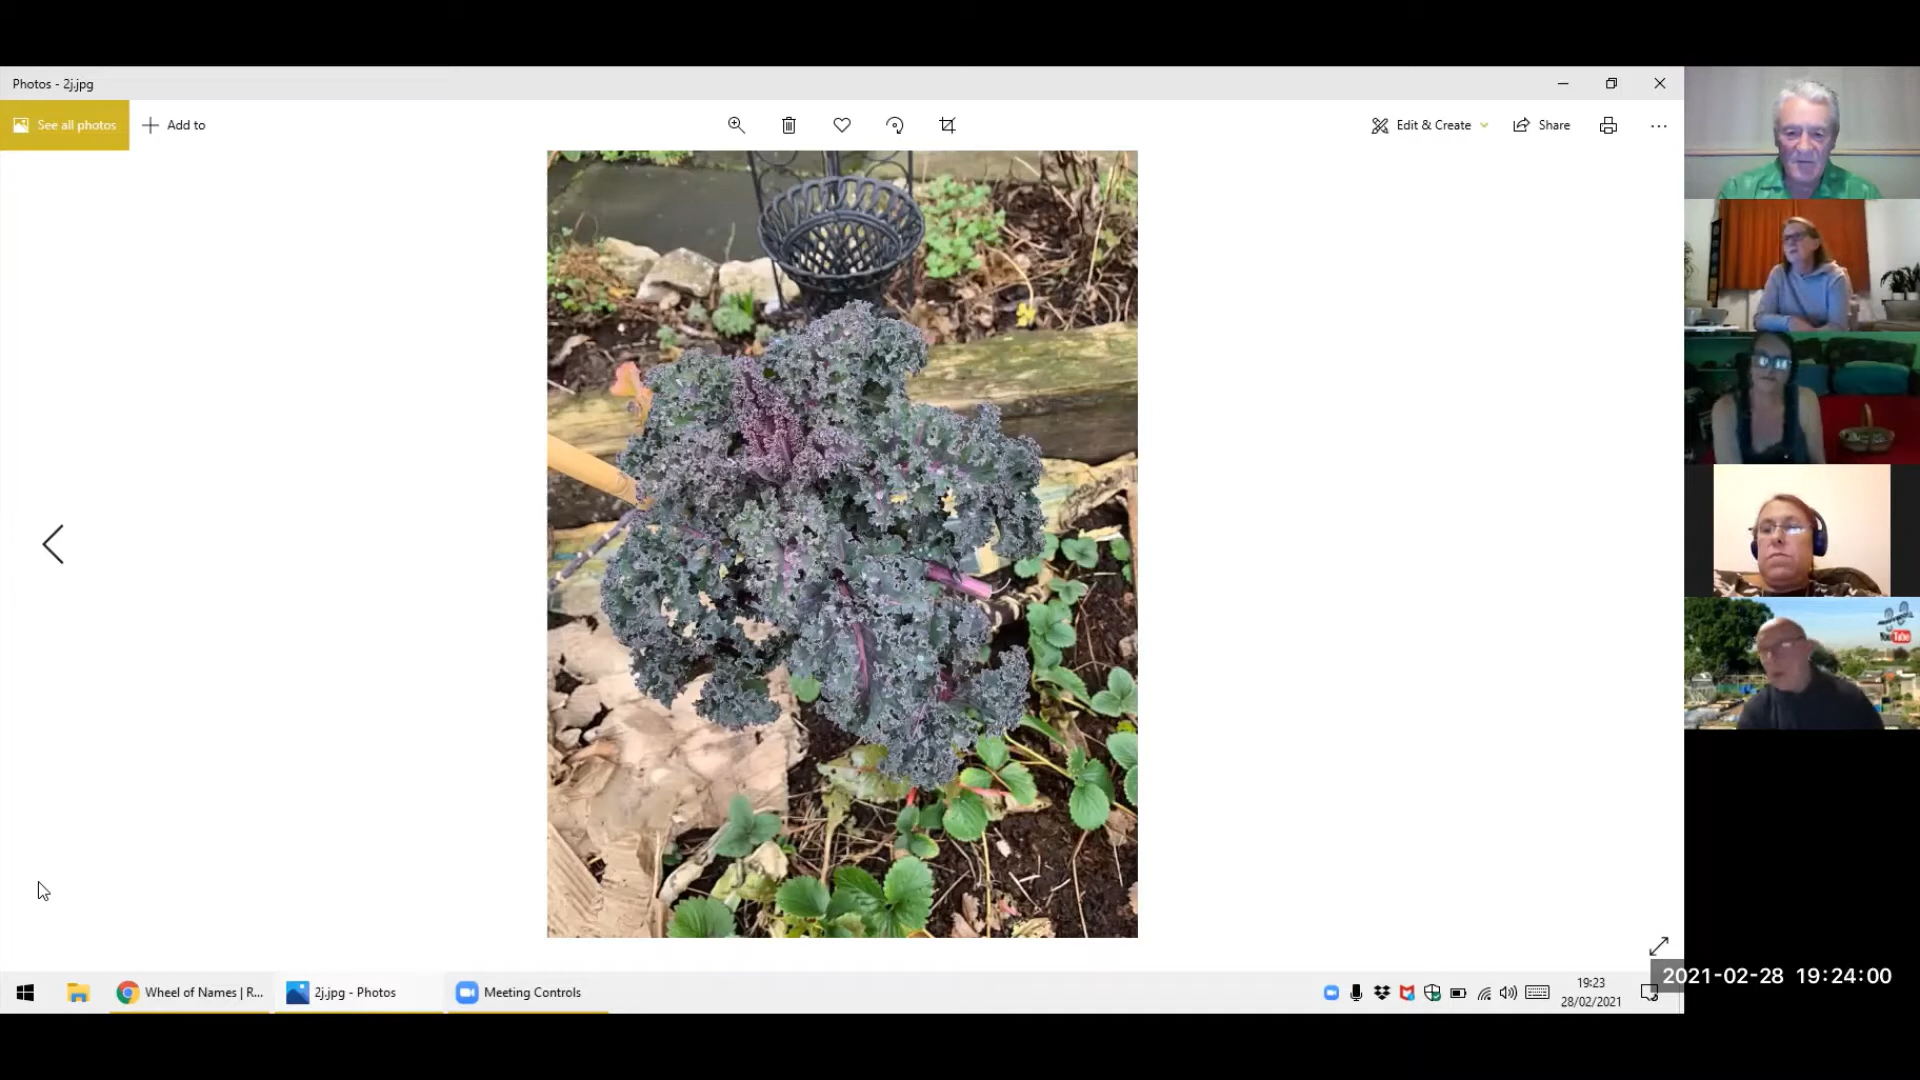 Photos - 2j.jpg
See all photos
Add to
Edit & Create
Share
YouTube
Wheel of Names | R...
2j.jpg - Photos
Meeting Controls
19:23
28/02/2021
2021-02-28 19:24:00